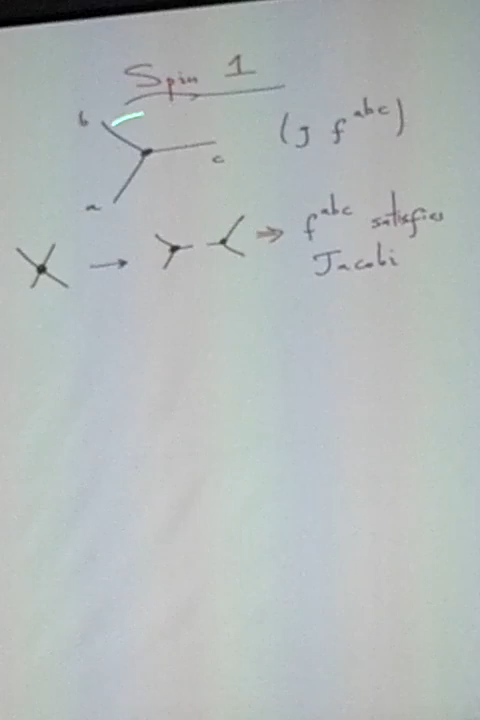 Spin 1
b
c
a
(g f^abc)
f^abc satisfies
Jacobi